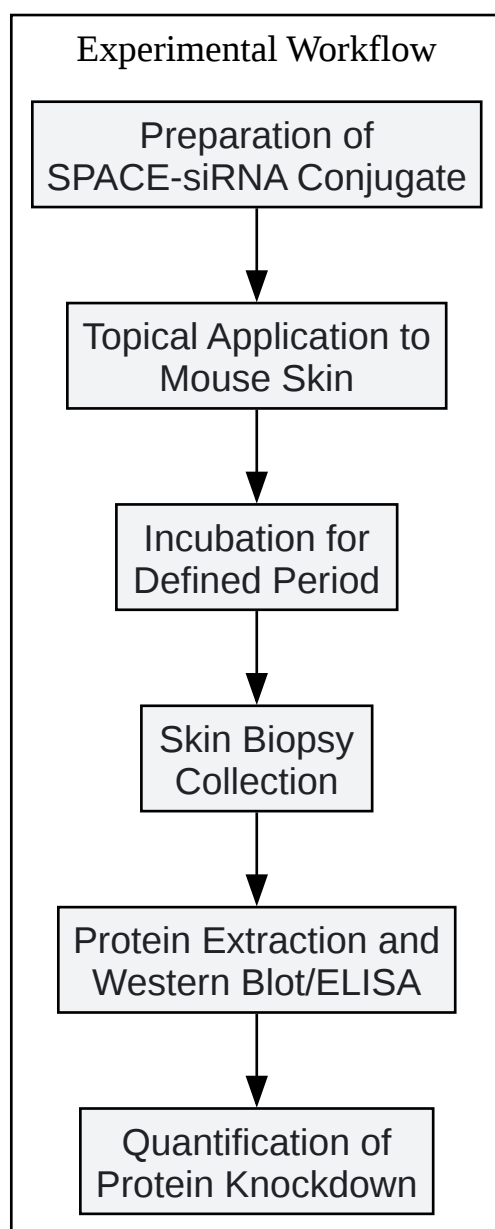 Experimental Workflow
Preparation of
SPACE-siRNA Conjugate
Topical Application to
Mouse Skin
Incubation for
Defined Period
Skin Biopsy
Collection
Protein Extraction and
Western Blot/ELISA
Quantification of
Protein Knockdown